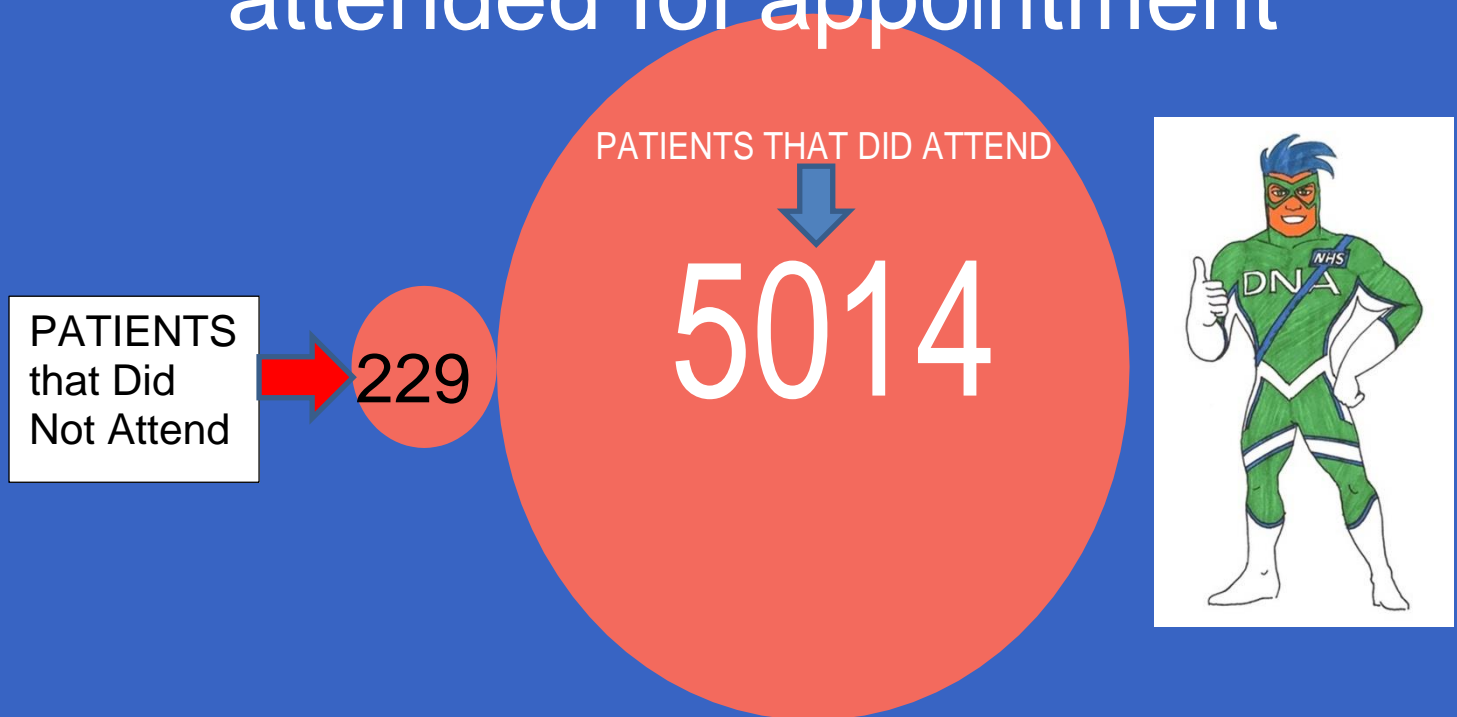 attended for appointment
PATIENTS THAT DID ATTEND
5014
PATIENTS
that Did
Not Attend
229
NHS
DNA